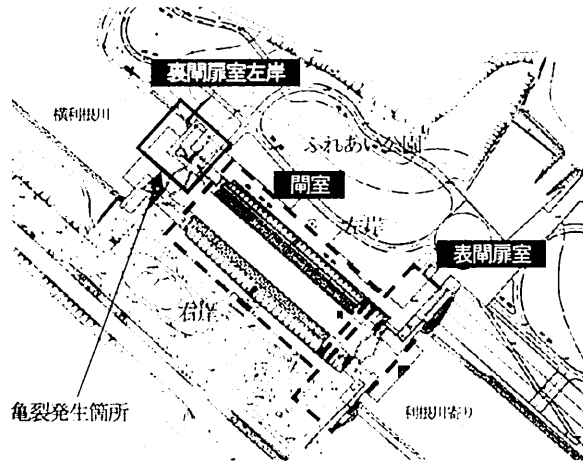 裏閘扉室左岸
横利根川
ふれあい公園
閘室
左岸
表閘扉室
右岸
亀裂発生箇所
利根川寄り